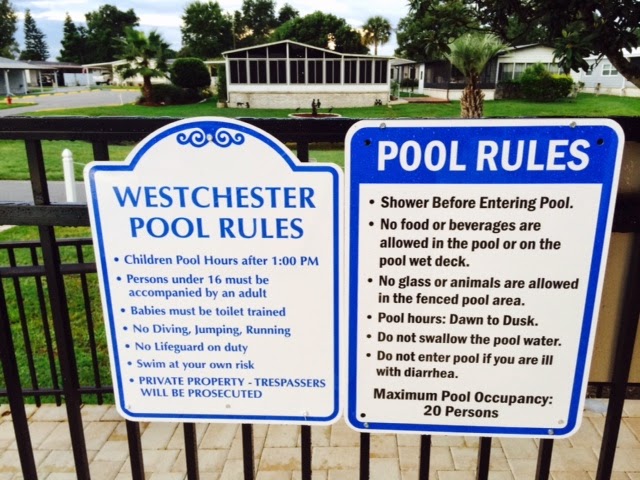 WESTCHESTER
POOL RULES
• Children Pool Hours after 1:00 PM
• Persons under 16 must be
accompanied by an adult
• Babies must be toilet trained
• No Diving, Jumping, Running
• No Lifeguard on duty
• Swim at your own risk
• PRIVATE PROPERTY - TRESPASSERS
WILL BE PROSECUTED
POOL RULES
• Shower Before Entering Pool.
• No food or beverages are
allowed in the pool or on the
pool wet deck.
• No glass or animals are allowed
in the fenced pool area.
• Pool hours: Dawn to Dusk.
• Do not swallow the pool water.
• Do not enter pool if you are ill
with diarrhea.
Maximum Pool Occupancy:
20 Persons